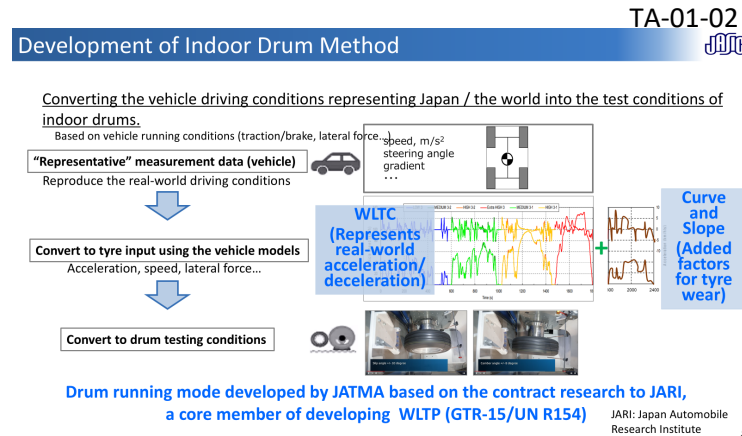 TA-01-02
Development of Indoor Drum Method
JARI
Converting the vehicle driving conditions representing Japan / the world into the test conditions of
indoor drums.
Based on vehicle running conditions (traction/brake, lateral force…)
speed, m/s²
steering angle
gradient
…
“Representative” measurement data (vehicle)
Reproduce the real-world driving conditions
WLTC
(Represents
real-world
acceleration/
deceleration)
+
Curve
and
Slope
(Added
factors
for tyre
wear)
Convert to tyre input using the vehicle models
Acceleration, speed, lateral force…
Time (s)
2000
2400
Convert to drum testing conditions
Drum running mode developed by JATMA based on the contract research to JARI,
a core member of developing WLTP (GTR-15/UN R154)
JARI: Japan Automobile
Research Institute